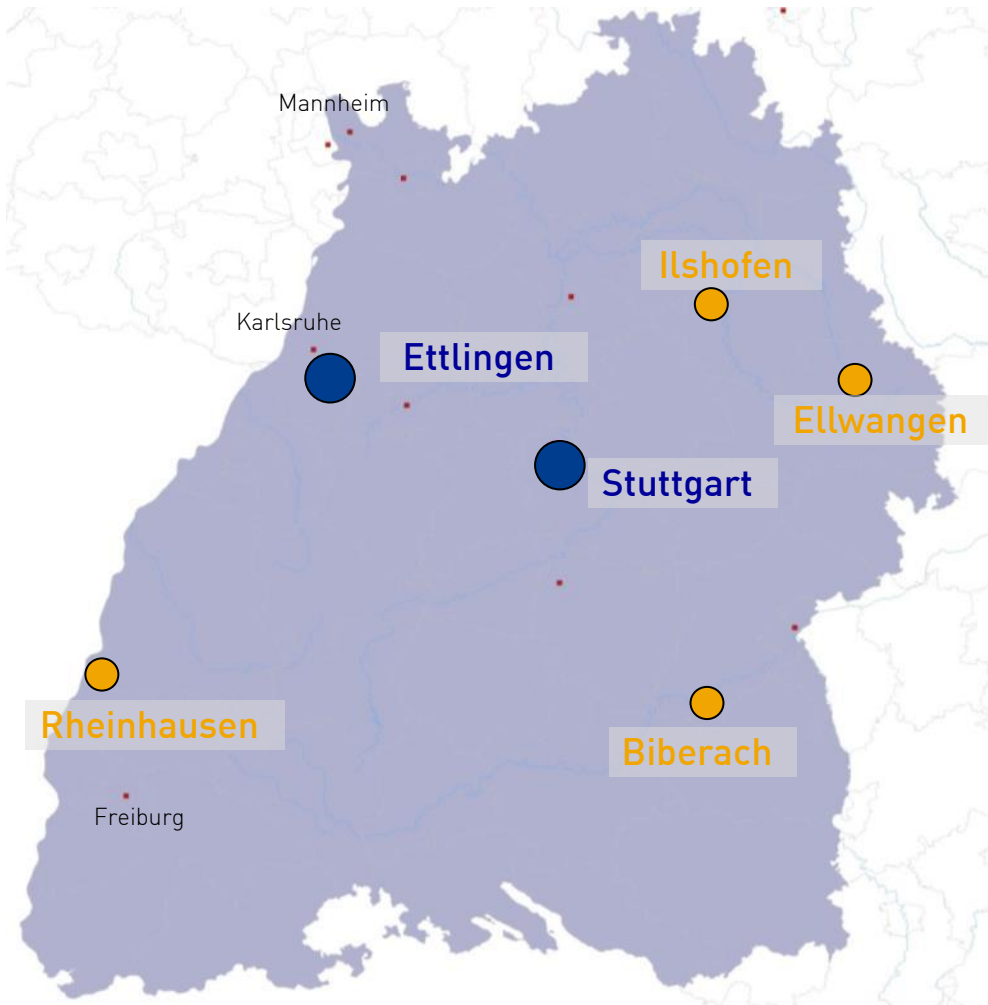 Mannheim
Ilshofen
Karlsruhe
Ettlingen
Ellwangen
Stuttgart
Rheinhausen
Biberach
Freiburg